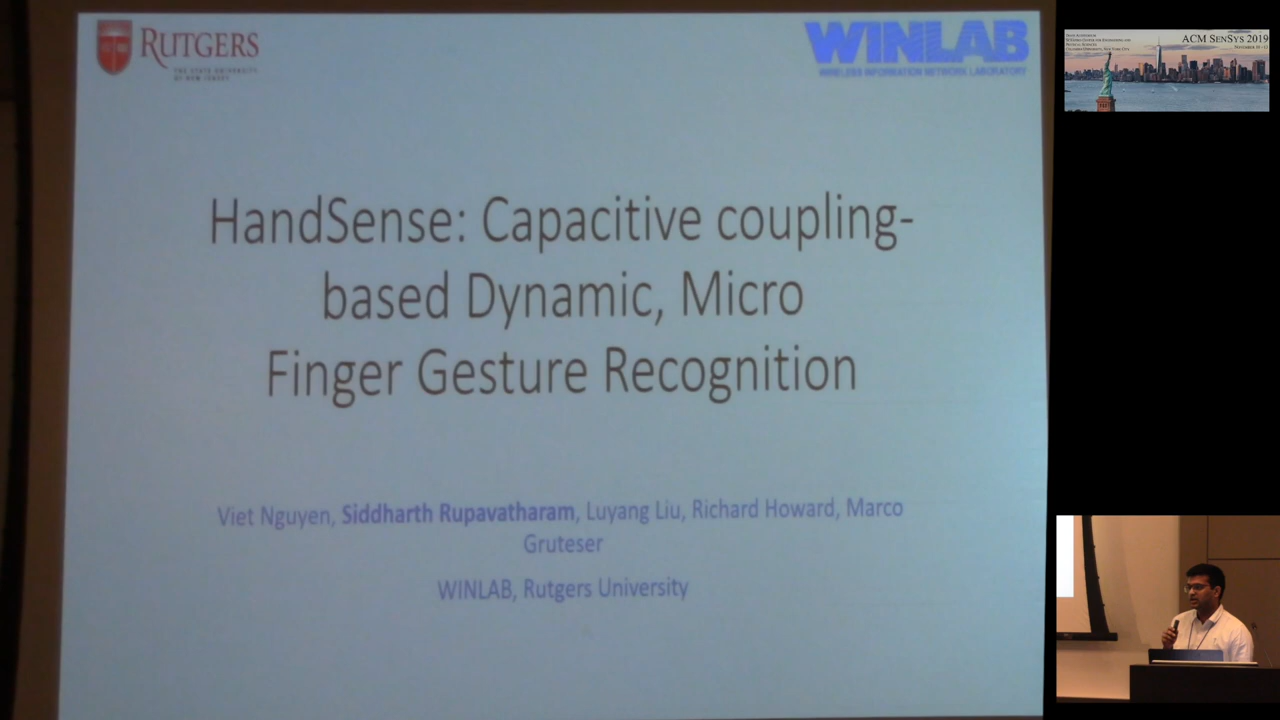 RUTGERS
THE STATE UNIVERSITY
OF NEW JERSEY
WINLAB
WIRELESS INFORMATION NETWORK LABORATORY
HandSense: Capacitive coupling-
based Dynamic, Micro
Finger Gesture Recognition
Viet Nguyen, Siddharth Rupavatharam, Luyang Liu, Richard Howard, Marco
Gruteser
WINLAB, Rutgers University
ACM SENSYS 2019